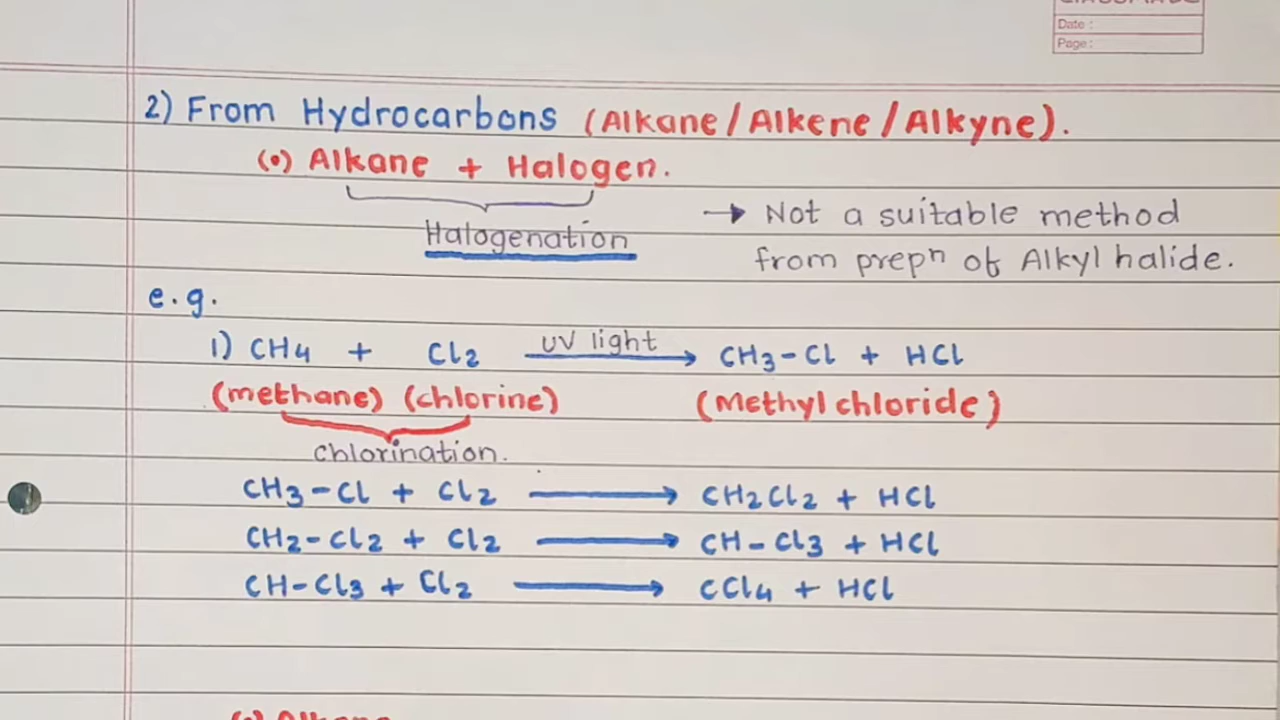 Date :
Page :
2) From Hydrocarbons (Alkane/Alkene/Alkyne).
(•) Alkane + Halogen.
Halogenation
→ Not a suitable method
from prepⁿ of Alkyl halide.
e.g.
1) CH4 + Cl2 UV light → CH3-Cl + HCl
(methane) (chlorine) (Methyl chloride)
chlorination.
CH3-Cl + Cl2 → CH2Cl2 + HCl
CH2-Cl2 + Cl2 → CH-Cl3 + HCl
CH-Cl3 + Cl2 → CCl4 + HCl